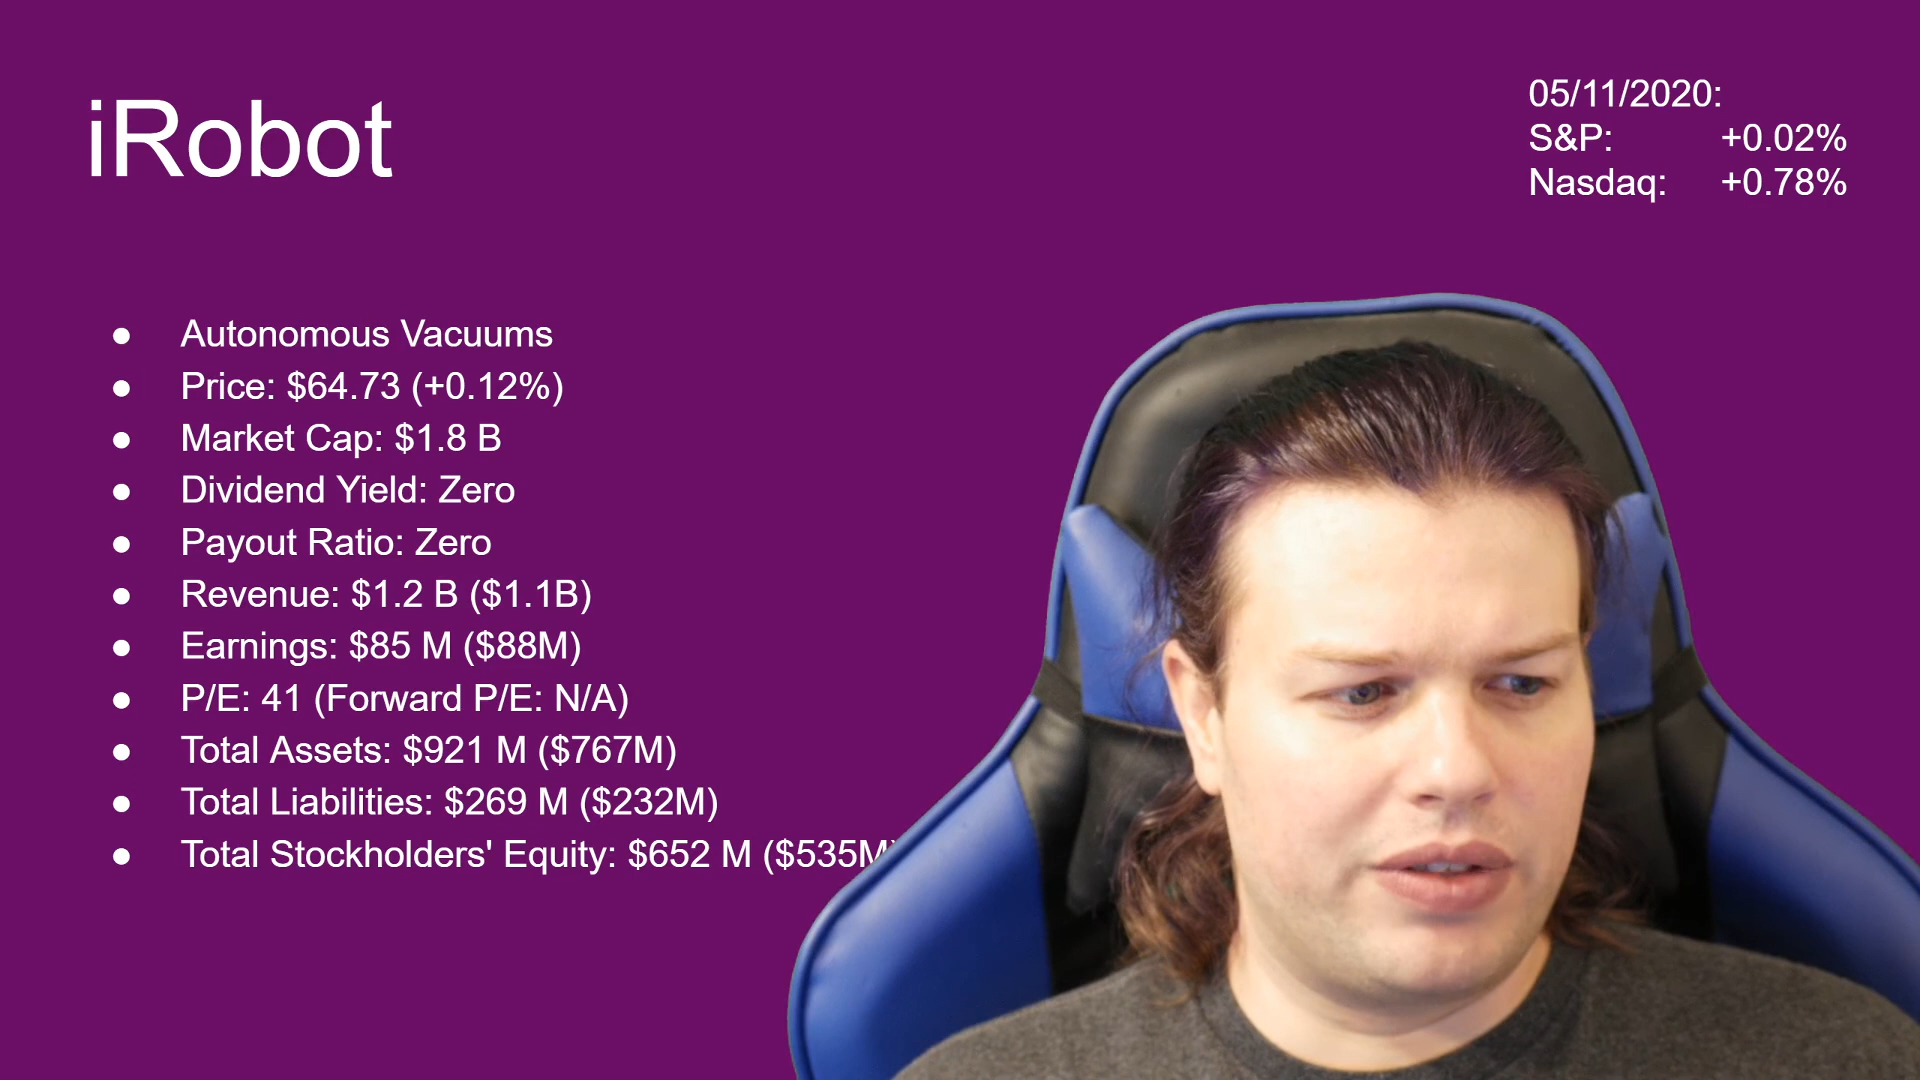 iRobot
05/11/2020:
S&P: +0.02%
Nasdaq: +0.78%
● Autonomous Vacuums
● Price: $64.73 (+0.12%)
● Market Cap: $1.8 B
● Dividend Yield: Zero
● Payout Ratio: Zero
● Revenue: $1.2 B ($1.1B)
● Earnings: $85 M ($88M)
● P/E: 41 (Forward P/E: N/A)
● Total Assets: $921 M ($767M)
● Total Liabilities: $269 M ($232M)
● Total Stockholders' Equity: $652 M ($535M)